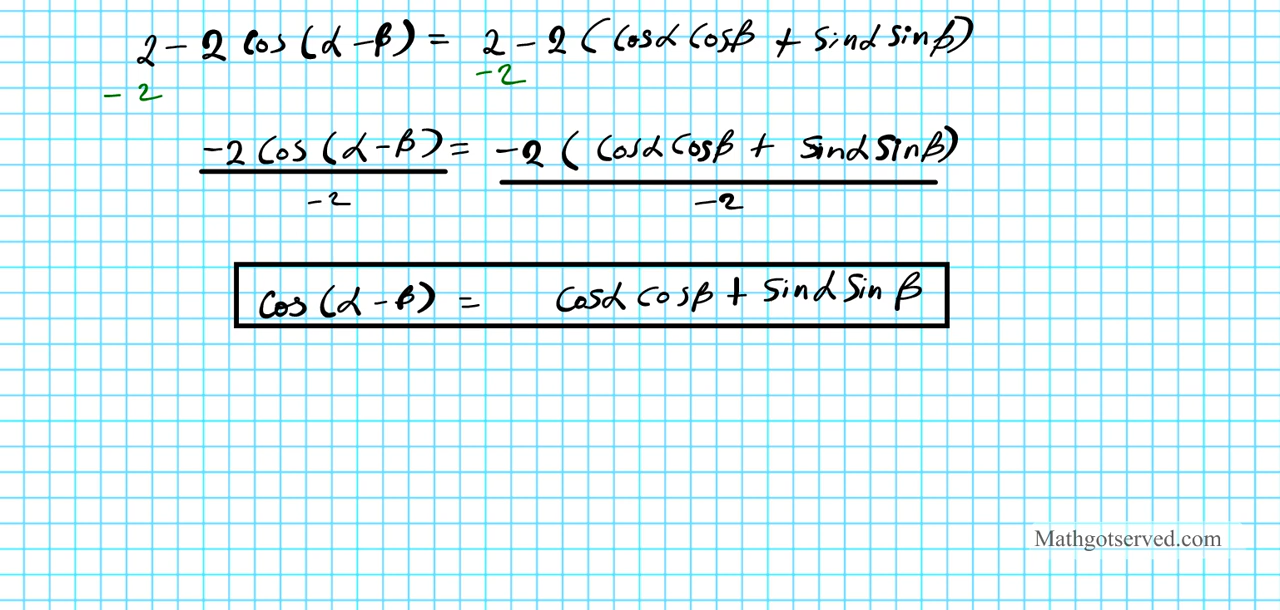 2 - 2 cos (α - β) = 2 - 2 (cosα cosβ + sinα sinβ)
- 2 -2
-2 cos (α - β) = -2 ( cosα cosβ + sinα sinβ)
-2 -2
cos (α - β) = cosα cosβ + sinα sin β
Mathgotserved.com